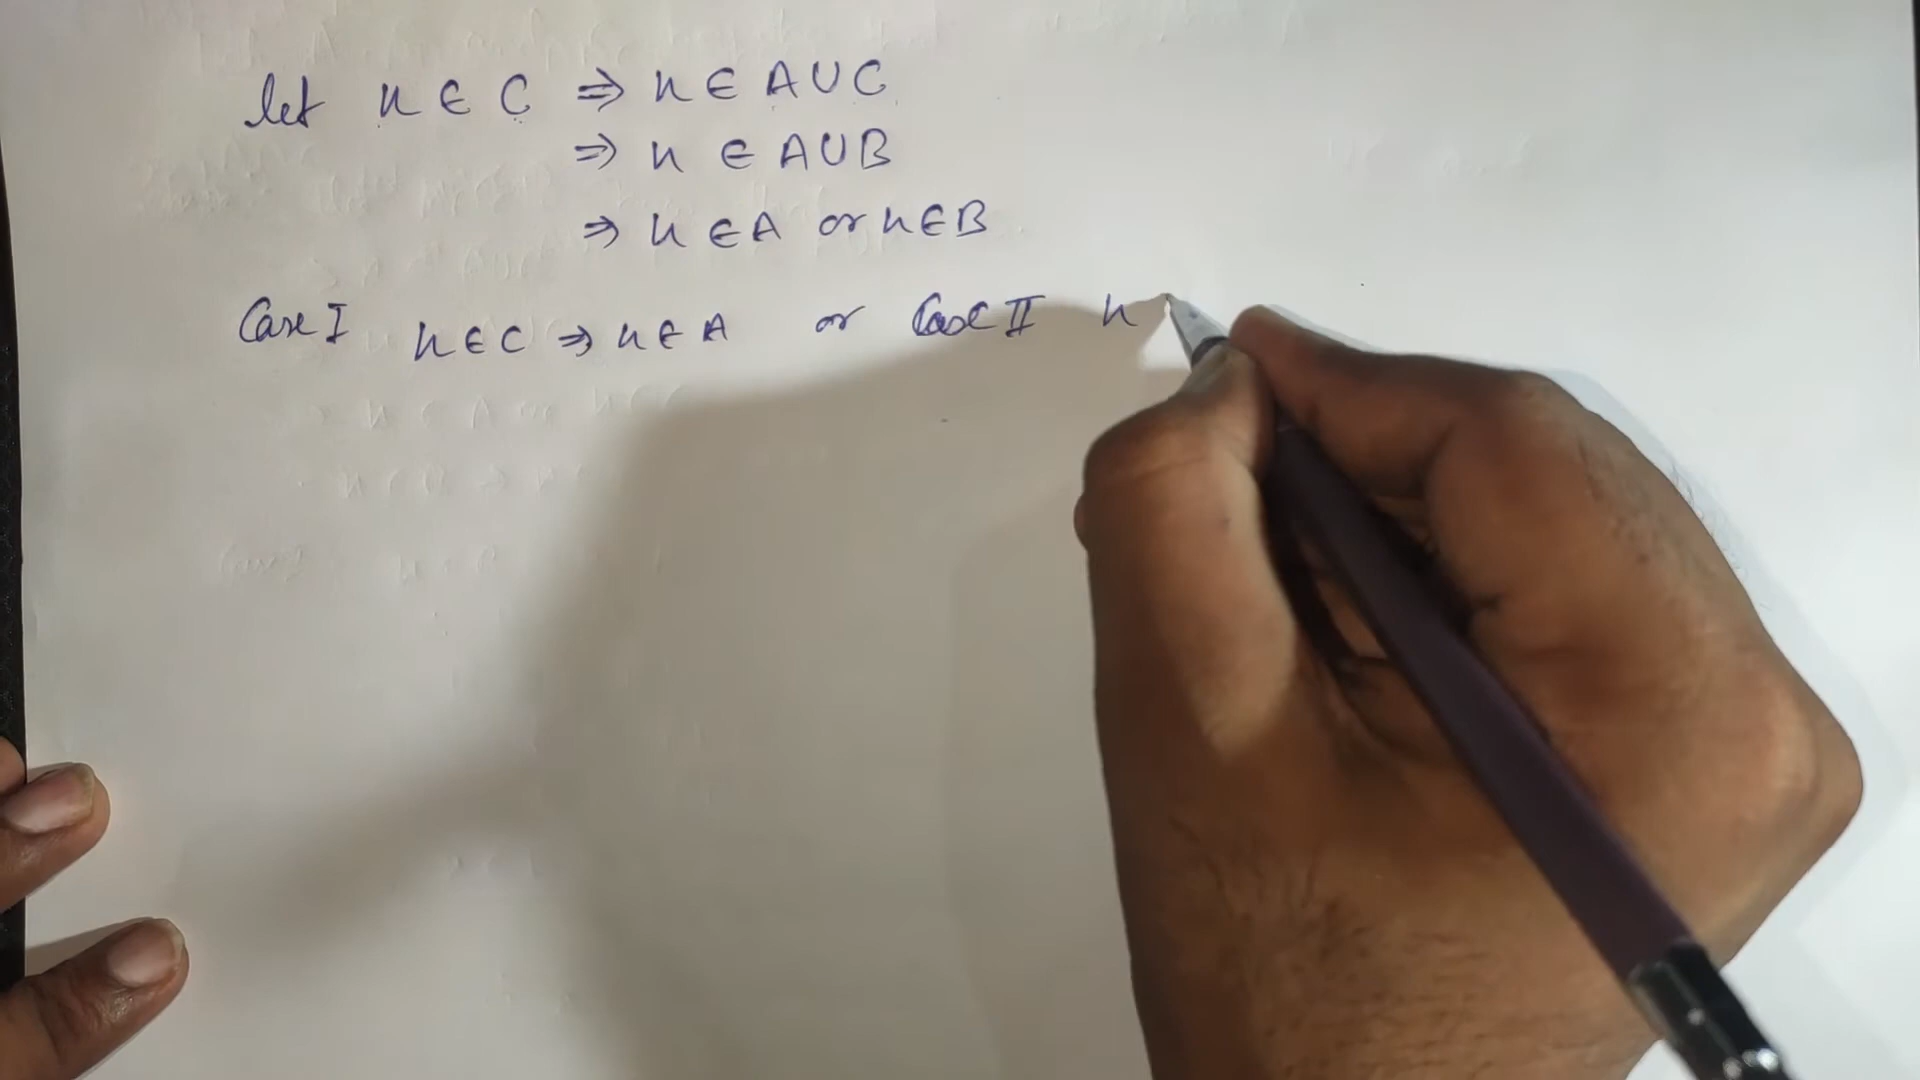 let x ∈ C ⇒ x ∈ A ∪ C
⇒ x ∈ A ∪ B
⇒ x ∈ A or x ∈ B
Case I x ∈ C ⇒ x ∈ A or Case II x